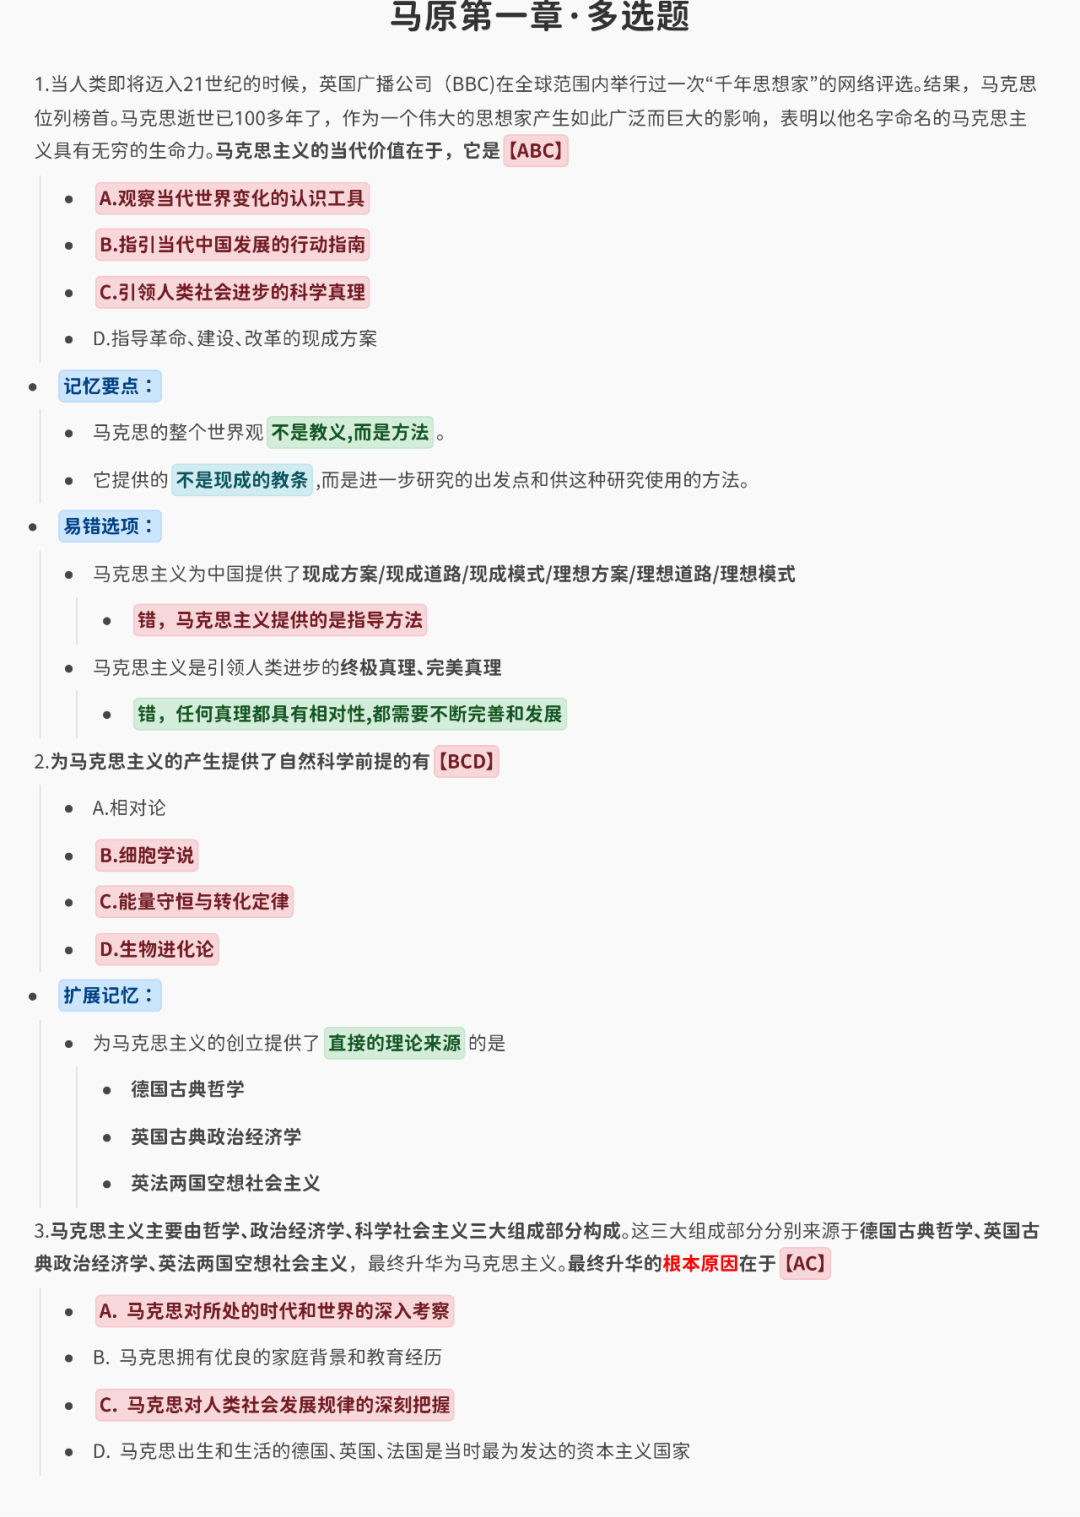 马原第一章·多选题
1.当人类即将迈入21世纪的时候，英国广播公司（BBC)在全球范围内举行过一次“千年思想家”的网络评选。结果，马克思
位列榜首。马克思逝世已100多年了，作为一个伟大的思想家产生如此广泛而巨大的影响，表明以他名字命名的马克思主
义具有无穷的生命力。马克思主义的当代价值在于，它是【ABC】
A.观察当代世界变化的认识工具
B.指引当代中国发展的行动指南
C.引领人类社会进步的科学真理
D.指导革命、建设、改革的现成方案
记忆要点：
马克思的整个世界观 不是教义,而是方法 。
它提供的 不是现成的教条 ,而是进一步研究的出发点和供这种研究使用的方法。
易错选项：
马克思主义为中国提供了现成方案/现成道路/现成模式/理想方案/理想道路/理想模式
错，马克思主义提供的是指导方法
马克思主义是引领人类进步的终极真理、完美真理
错，任何真理都具有相对性,都需要不断完善和发展
2.为马克思主义的产生提供了自然科学前提的有【BCD】
A.相对论
B.细胞学说
C.能量守恒与转化定律
D.生物进化论
扩展记忆：
为马克思主义的创立提供了 直接的理论来源 的是
德国古典哲学
英国古典政治经济学
英法两国空想社会主义
3.马克思主义主要由哲学、政治经济学、科学社会主义三大组成部分构成。这三大组成部分分别来源于德国古典哲学、英国古
典政治经济学、英法两国空想社会主义，最终升华为马克思主义。最终升华的根本原因在于【AC】
A. 马克思对所处的时代和世界的深入考察
B. 马克思拥有优良的家庭背景和教育经历
C. 马克思对人类社会发展规律的深刻把握
D. 马克思出生和生活的德国、英国、法国是当时最为发达的资本主义国家